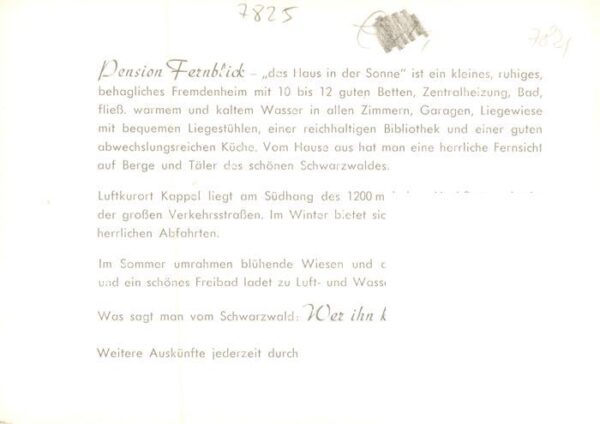 7825
7821
Pension Fernblick – „das Haus in der Sonne" ist ein kleines, ruhiges,
behagliches Fremdenheim mit 10 bis 12 guten Betten, Zentralheizung, Bad,
fließ. warmem und kaltem Wasser in allen Zimmern, Garagen, Liegewiese
mit bequemen Liegestühlen, einer reichhaltigen Bibliothek und einer guten
abwechslungsreichen Küche. Vom Hause aus hat man eine herrliche Fernsicht
auf Berge und Täler des schönen Schwarzwaldes.
Luftkurort Kappel liegt am Südhang des 1200 m
der großen Verkehrsstraßen. Im Winter bietet sic
herrlichen Abfahrten.
Im Sommer umrahmen blühende Wiesen und
und ein schönes Freibad ladet zu Luft- und Wasse
Was sagt man vom Schwarzwald: Wer ihn k
Weitere Auskünfte jederzeit durch